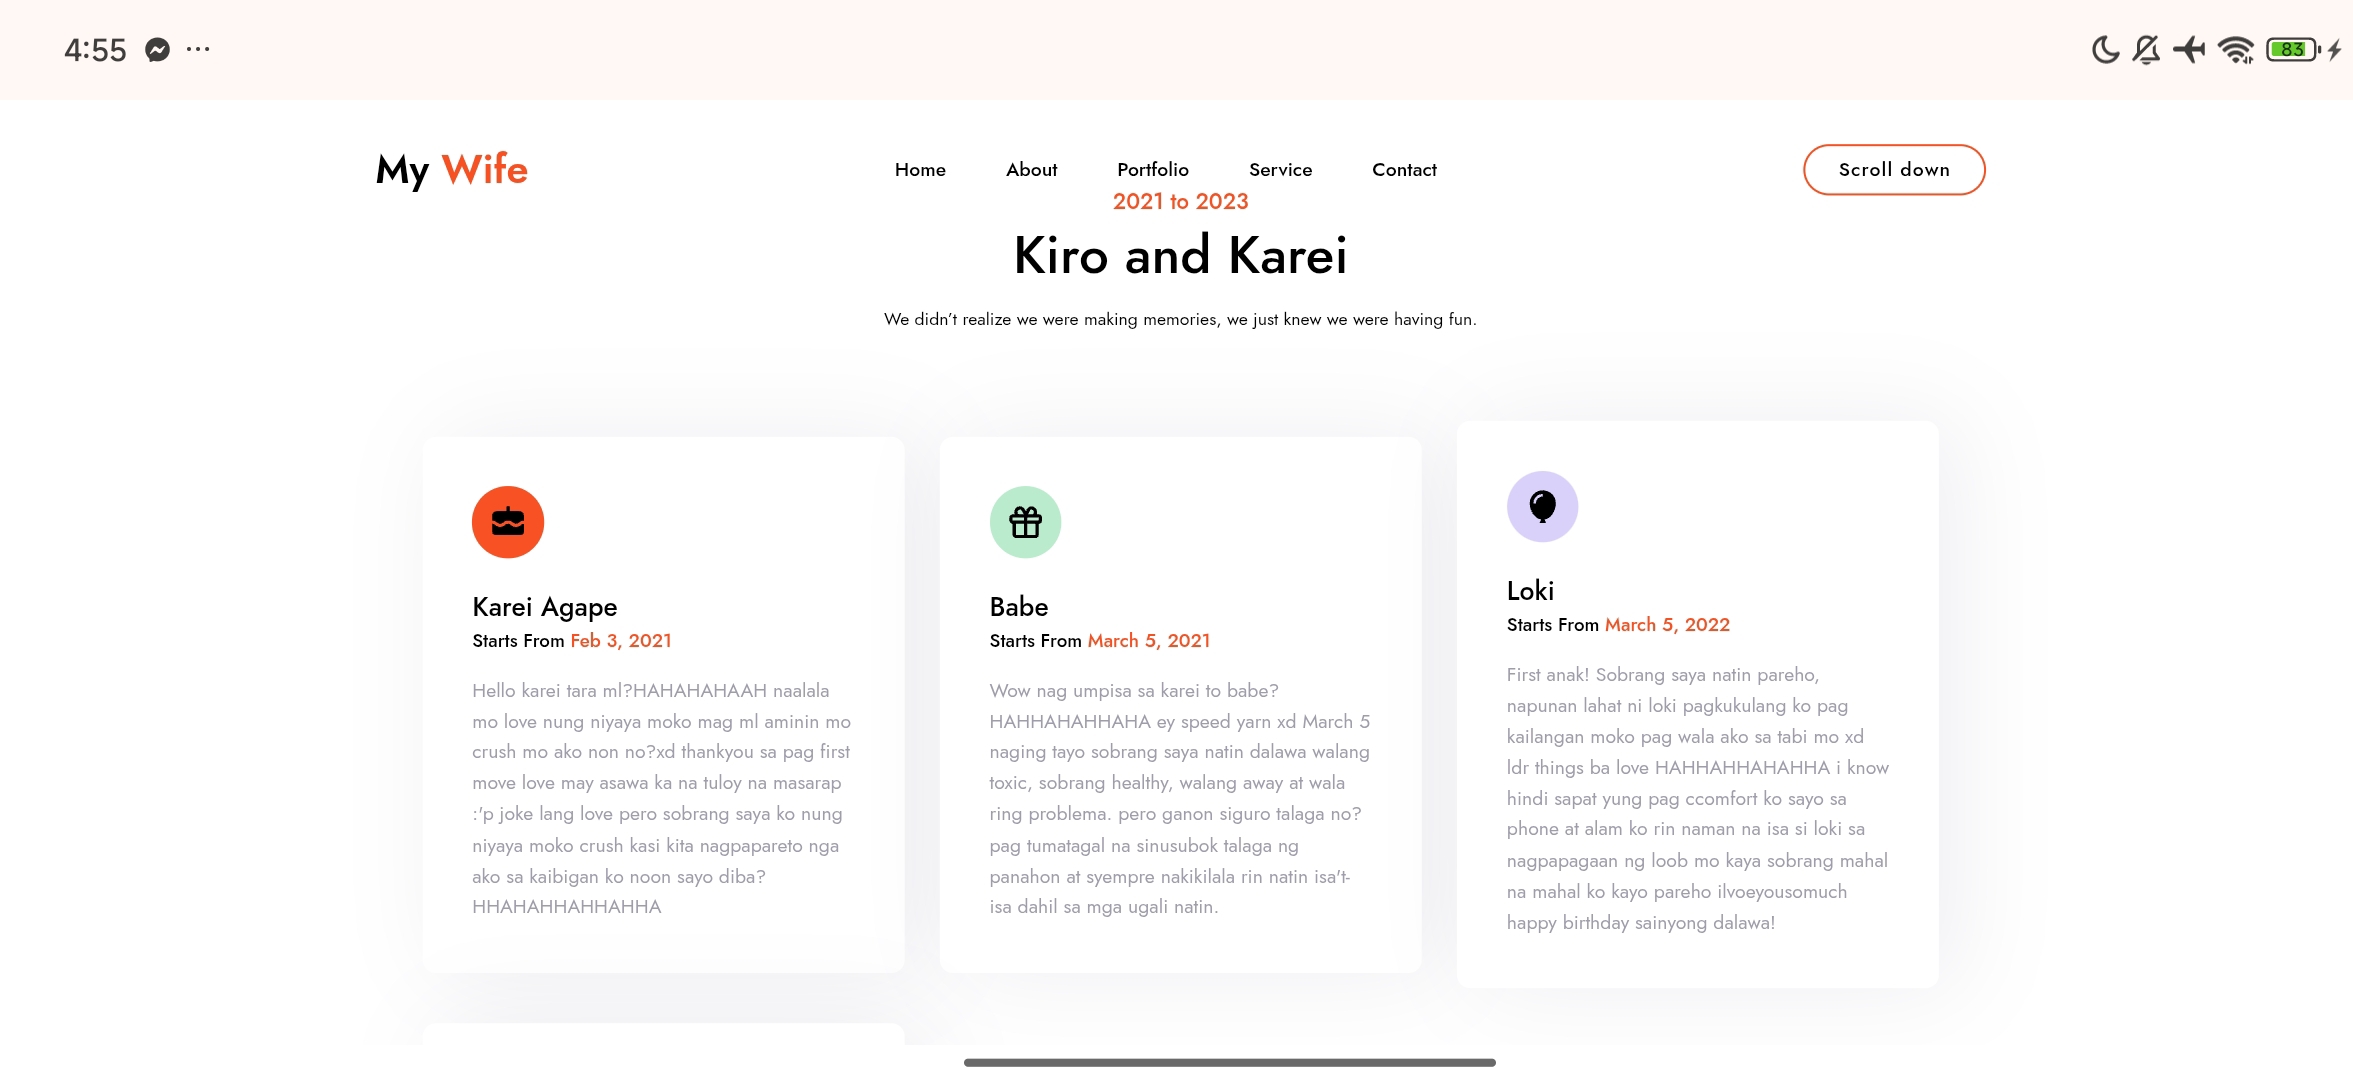 4:55
83
My Wife
Home About Portfolio Service Contact
Scroll down
2021 to 2023
Kiro and Karei
We didn't realize we were making memories, we just knew we were having fun.
Karei Agape
Starts From Feb 3, 2021
Hello karei tara ml?HAHAHAHAAH naalala
mo love nung niyaya moko mag ml aminin mo
crush mo ako non no?xd thankyou sa pag first
move love may asawa ka na tuloy na masarap
:'p joke lang love pero sobrang saya ko nung
niyaya moko crush kasi kita nagpapareto nga
ako sa kaibigan ko noon sayo diba?
HHAHAHHAHHAHHA
Babe
Starts From March 5, 2021
Wow nag umpisa sa karei to babe?
HAHHAHAHHAHA ey speed yarn xd March 5
naging tayo sobrang saya natin dalawa walang
toxic, sobrang healthy, walang away at wala
ring problema. pero ganon siguro talaga no?
pag tumatagal na sinusubok talaga ng
panahon at syempre nakikilala rin natin isa't-
isa dahil sa mga ugali natin.
Loki
Starts From March 5, 2022
First anak! Sobrang saya natin pareho,
napunan lahat ni loki pagkukulang ko pag
kailangan moko pag wala ako sa tabi mo xd
ldr things ba love HAHHAHHAHAHHA i know
hindi sapat yung pag ccomfort ko sayo sa
phone at alam ko rin naman na isa si loki sa
nagpapagaan ng loob mo kaya sobrang mahal
na mahal ko kayo pareho ilvoeyousomuch
happy birthday sainyong dalawa!